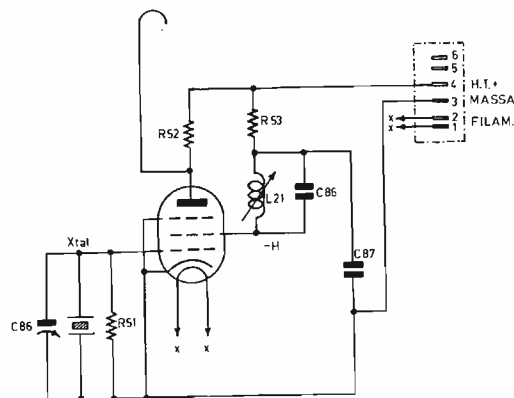 6
5
4 H.T.+
3 MASSA
x 2 FILAM.
x 1
R52
R53
L21
C86
-H
C87
Xtal
C86
R51
x x